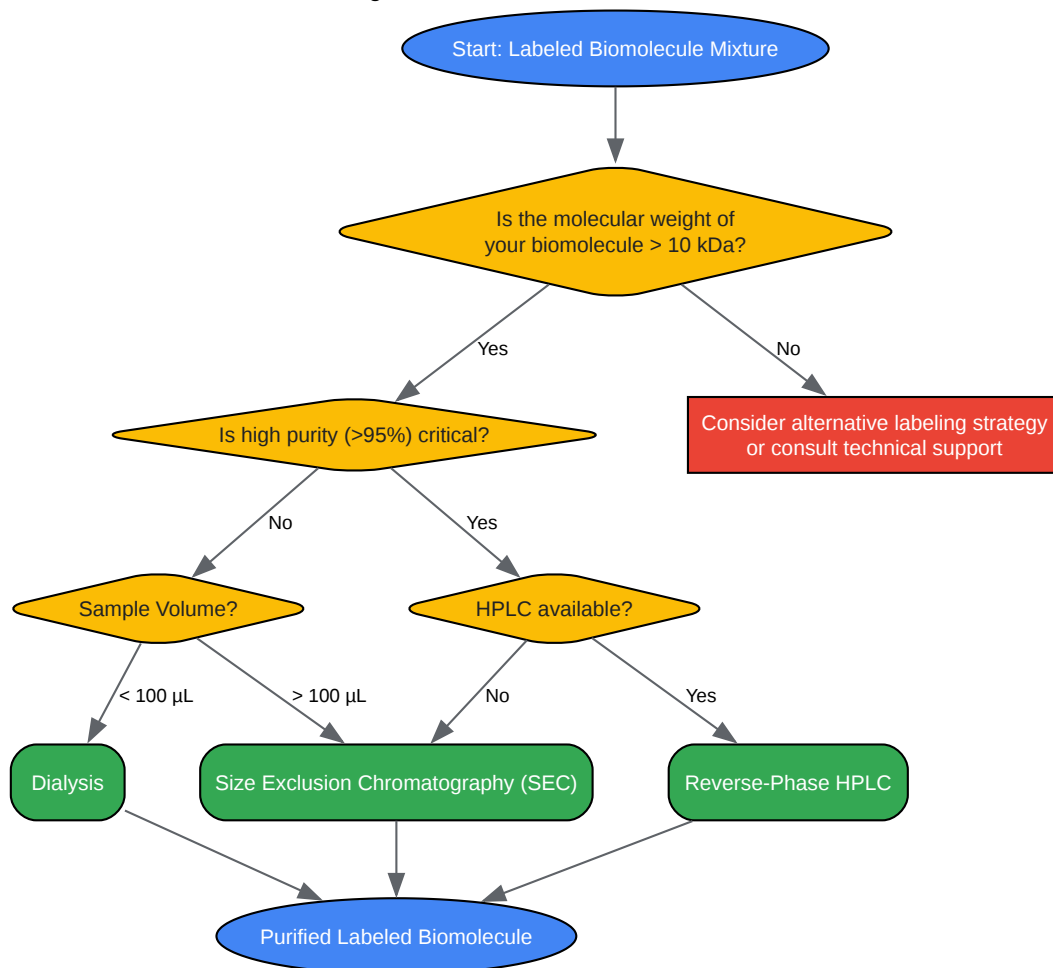 Start: Labeled Biomolecule Mixture
Is the molecular weight of
your biomolecule > 10 kDa?
Yes
No
Is high purity (>95%) critical?
Consider alternative labeling strategy
or consult technical support
No
Yes
Sample Volume?
HPLC available?
< 100 µL
> 100 µL
No
Yes
Dialysis
Size Exclusion Chromatography (SEC)
Reverse-Phase HPLC
Purified Labeled Biomolecule